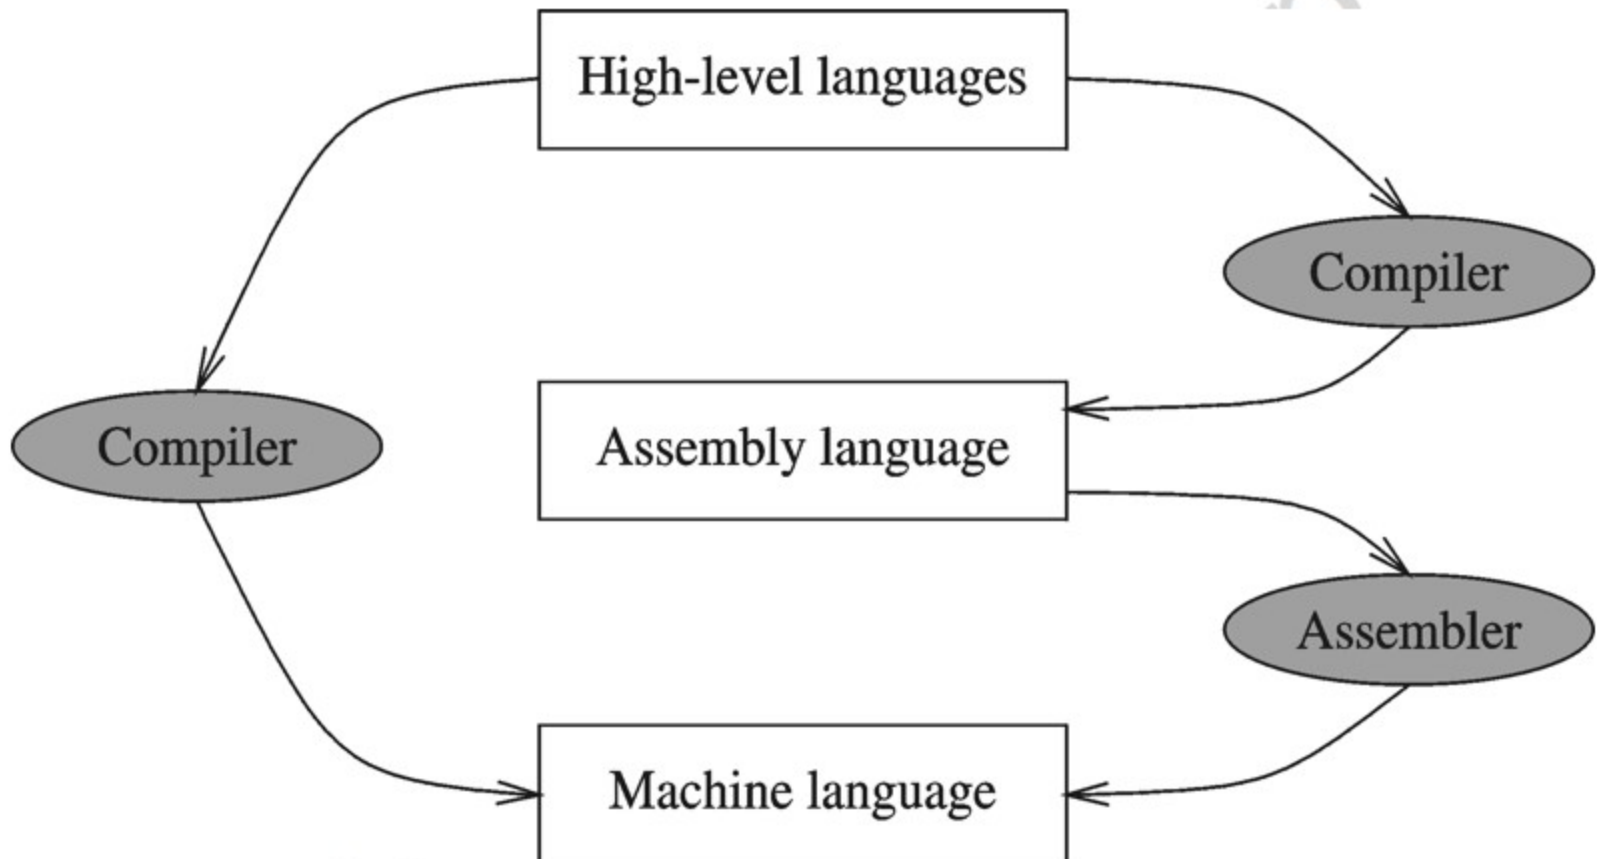 High-level languages
Compiler
Compiler
Assembly language
Assembler
Machine language